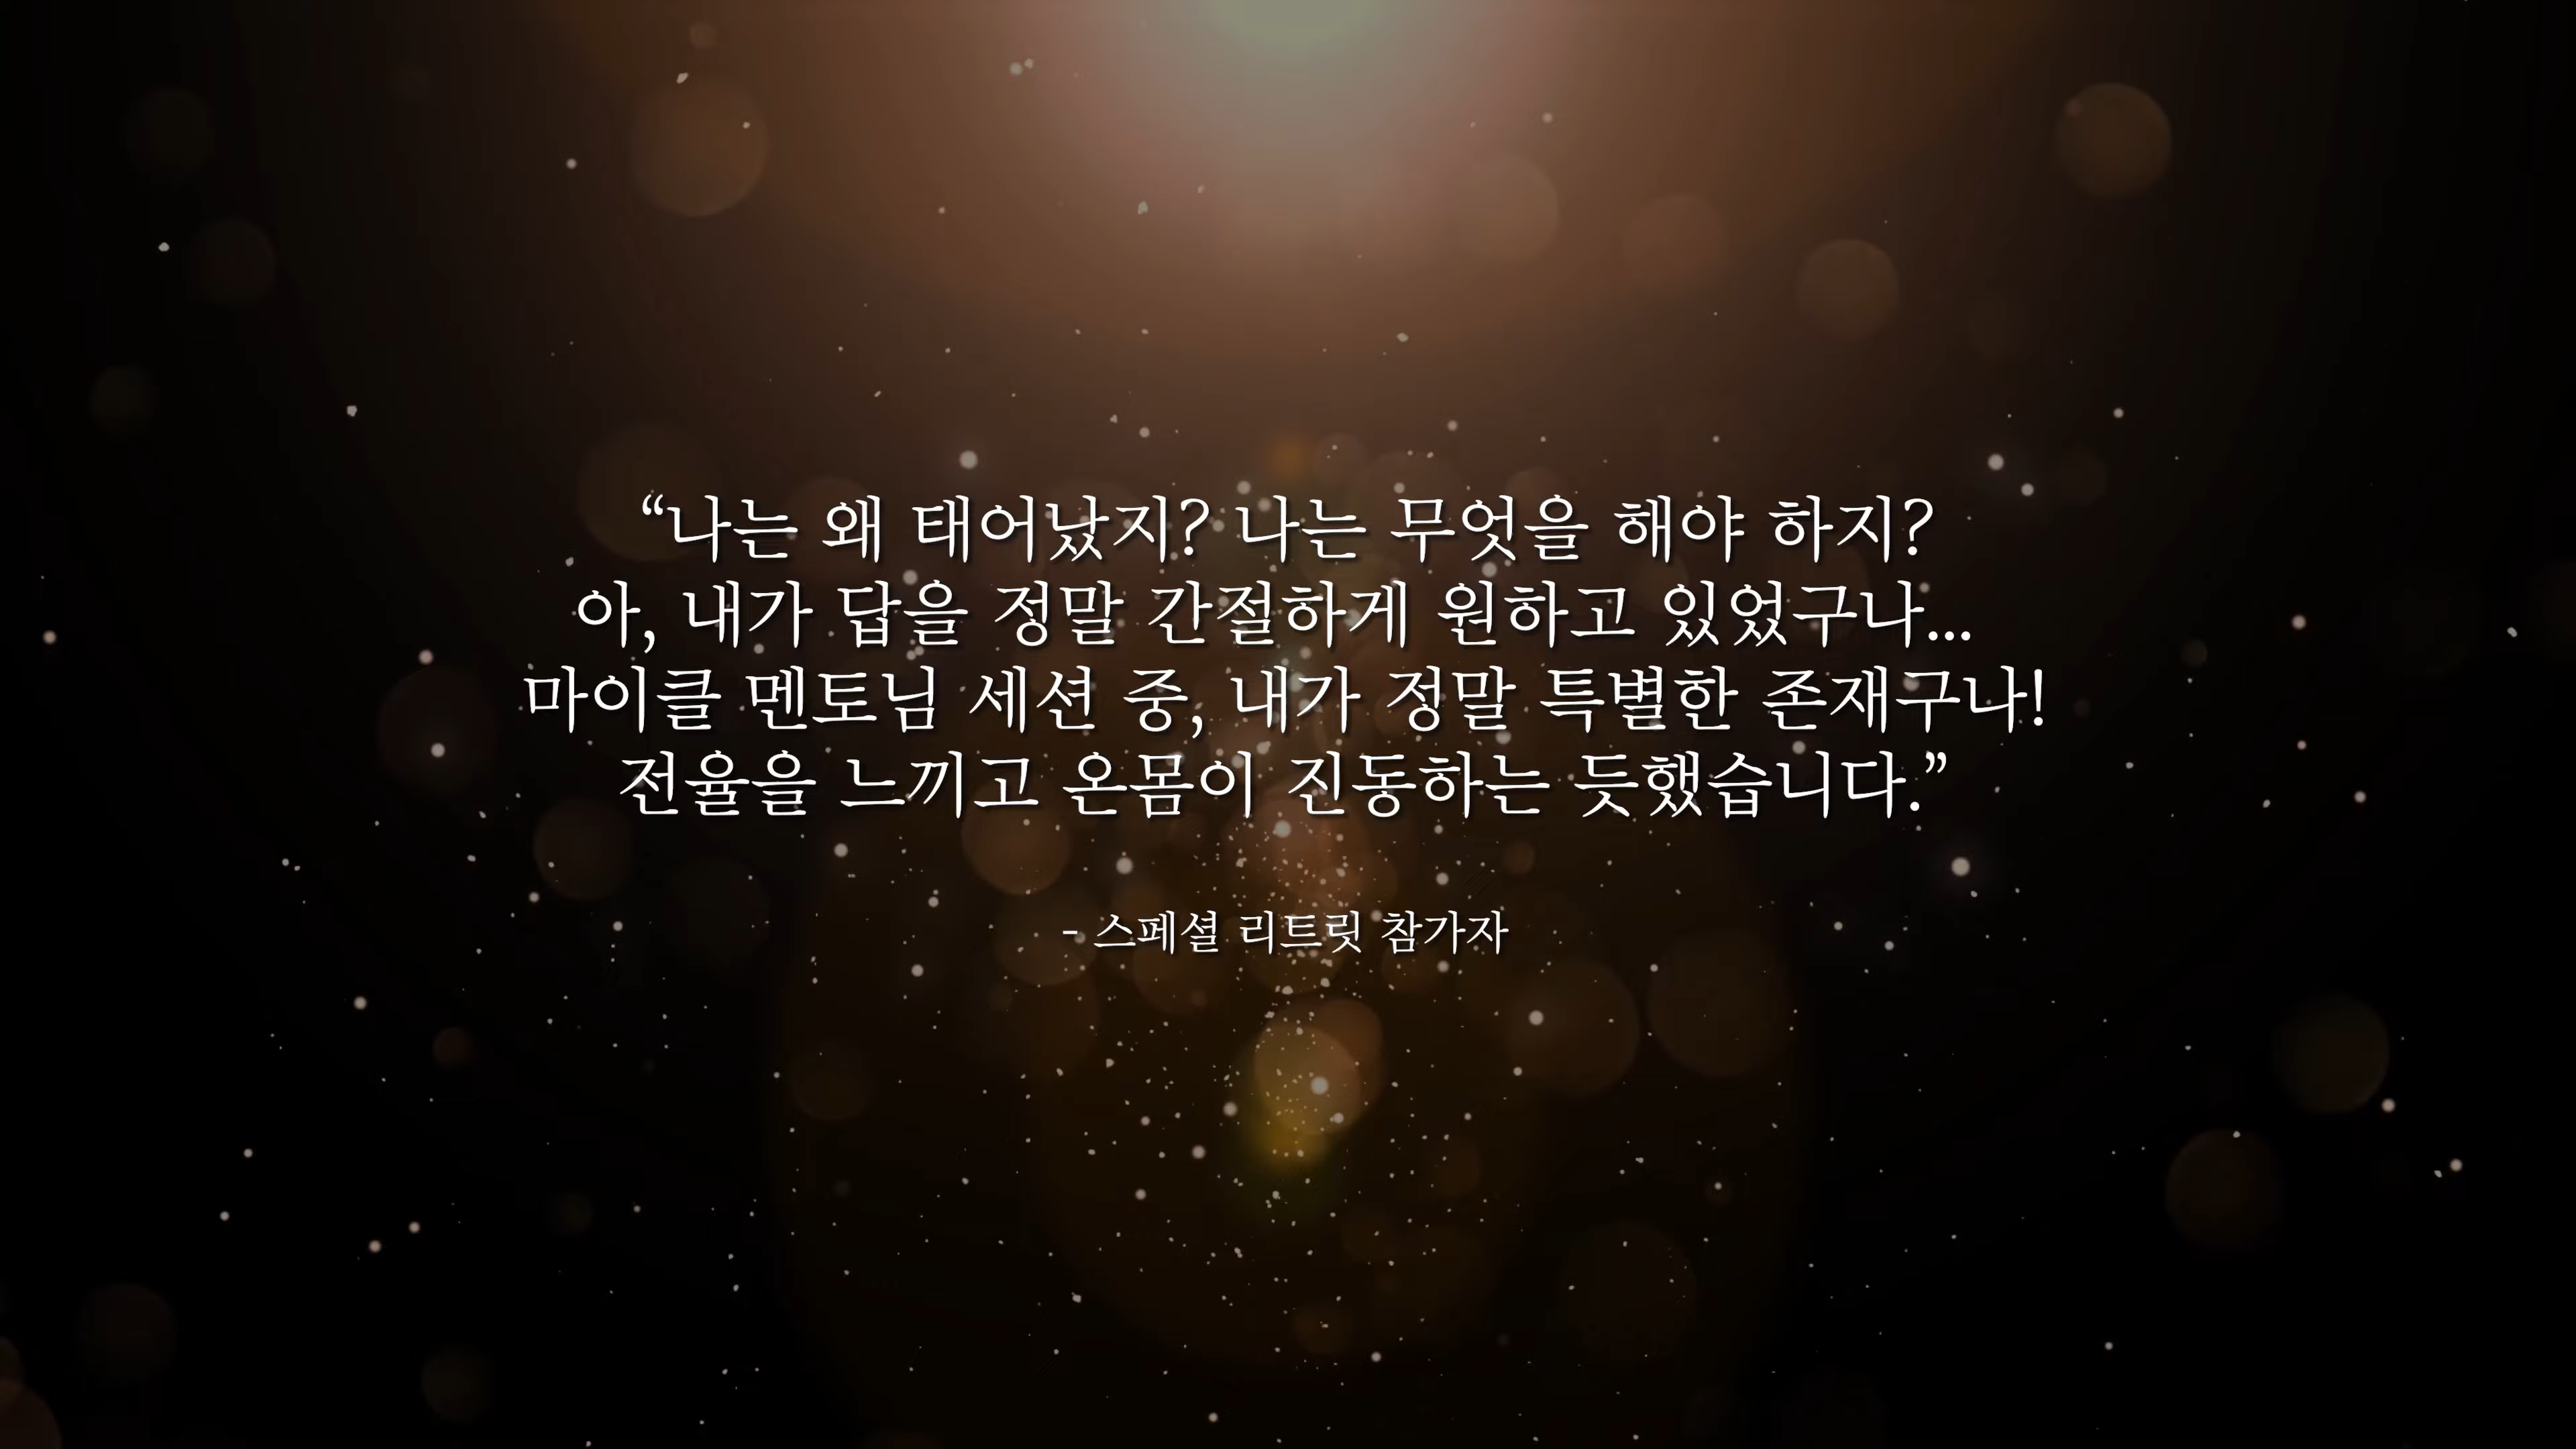 “나는 왜 태어났지? 나는 무엇을 해야 하지?
아, 내가 답을 정말 간절하게 원하고 있었구나...
마이클 멘토님 세션 중, 내가 정말 특별한 존재구나!
전율을 느끼고 온몸이 진동하는 듯했습니다.”
- 스페셜 리트릿 참가자